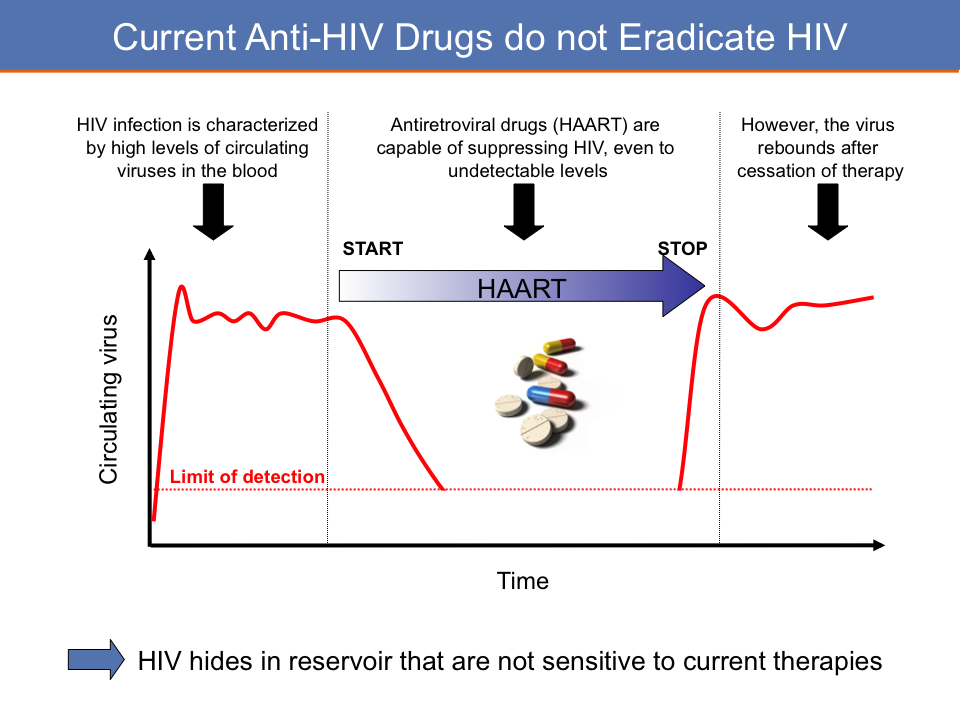 Current Anti-HIV Drugs do not Eradicate HIV
HIV infection is characterized
by high levels of circulating
viruses in the blood
Antiretroviral drugs (HAART) are
capable of suppressing HIV, even to
undetectable levels
However, the virus
rebounds after
cessation of therapy
START
STOP
HAART
Circulating virus
Limit of detection
Time
HIV hides in reservoir that are not sensitive to current therapies